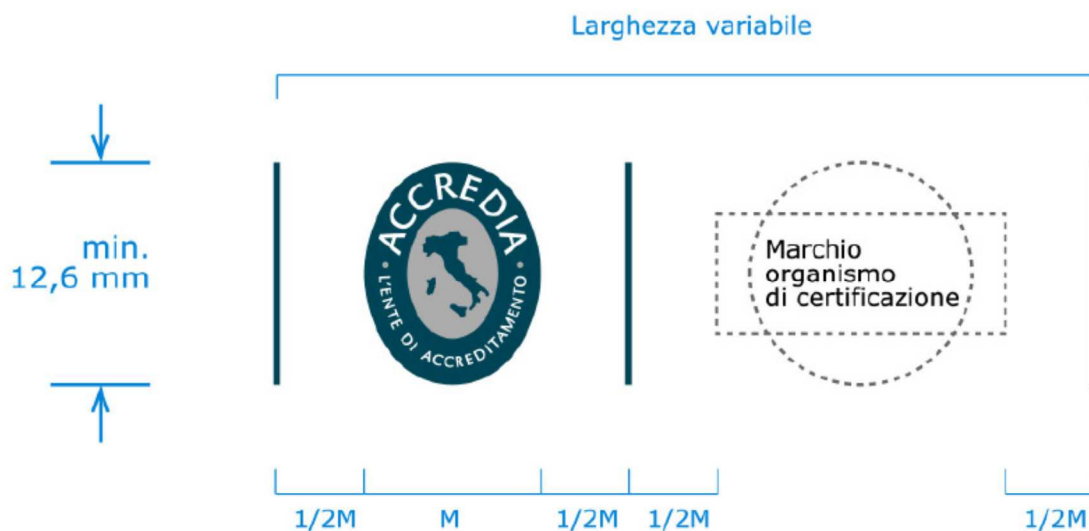 Larghezza variabile
min.
12,6 mm
ACCREDIA
• L'ENTE DI ACCREDITAMENTO •
Marchio
organismo
di certificazione
1/2M
M
1/2M
1/2M
1/2M